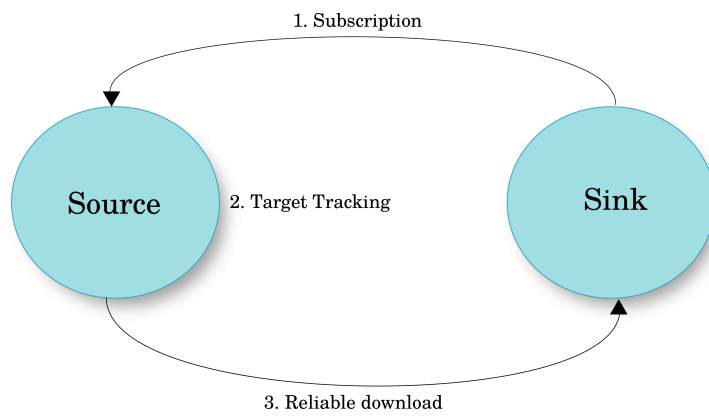 1. Subscription
Source
2. Target Tracking
Sink
3. Reliable download